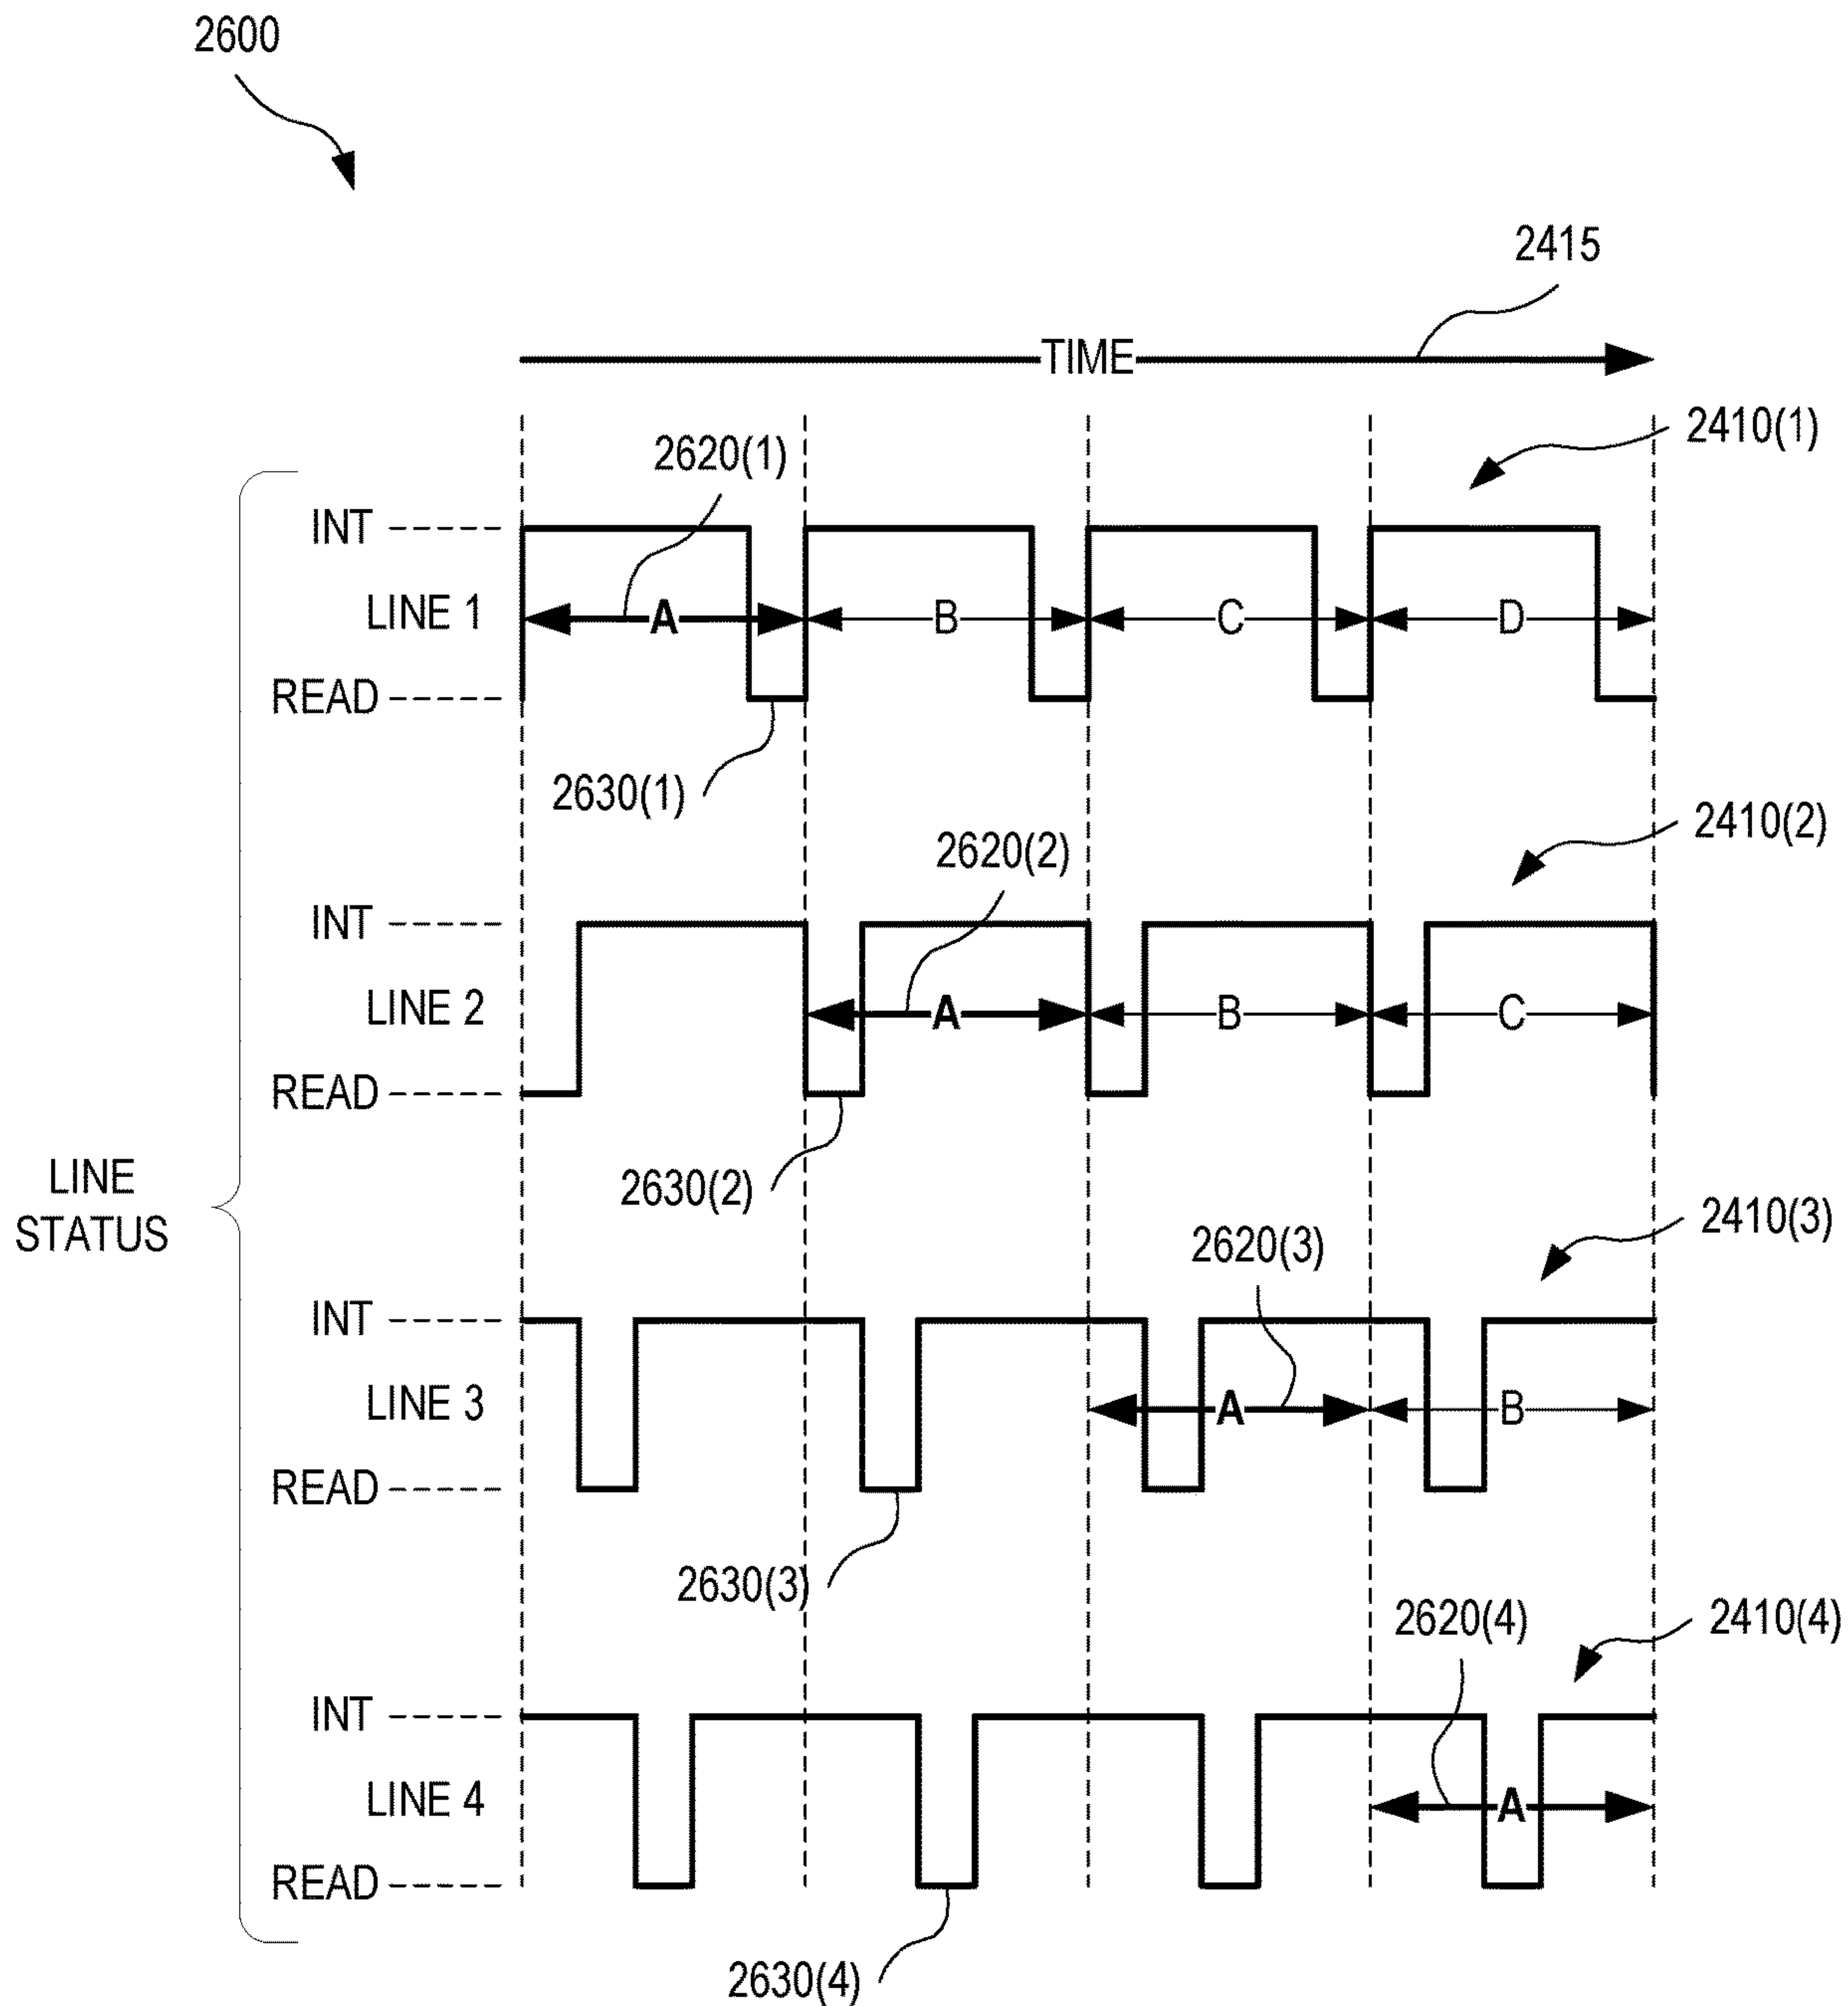 2600
2415
TIME
2410(1)
2620(1)
INT -----
LINE 1
A
B
C
D
READ -----
2630(1)
2410(2)
2620(2)
INT -----
LINE 2
A
B
C
READ -----
2630(2)
LINE
STATUS
2410(3)
2620(3)
INT -----
LINE 3
A
B
READ -----
2630(3)
2410(4)
2620(4)
INT -----
LINE 4
A
READ -----
2630(4)